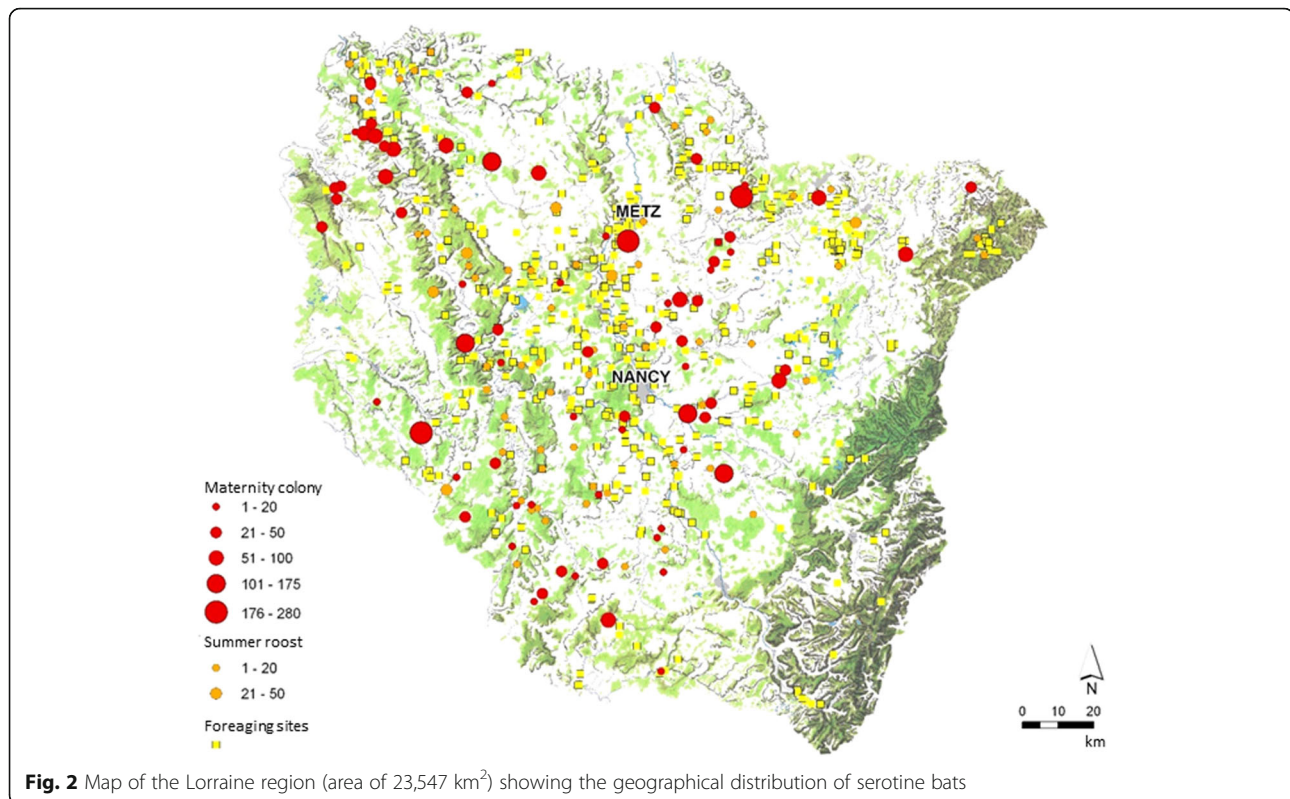 METZ
NANCY
Maternity colony
1 - 20
21 - 50
51 - 100
101 - 175
176 - 280
Summer roost
1 - 20
21 - 50
Foreaging sites
N
0 10 20
km
Fig. 2 Map of the Lorraine region (area of 23,547 km²) showing the geographical distribution of serotine bats